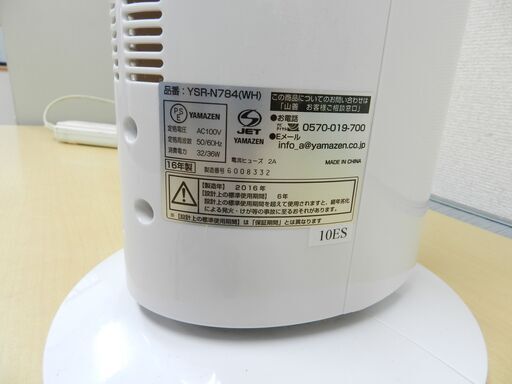 品番：YSR-N784(WH)
PS
E
YAMAZEN
定格電圧 AC100V
定格周波数 50/60Hz
消費電力 32/36W
JET
YAMAZEN
電流ヒューズ 2A
16年製
製造番号 6008332
この商品についてのお問い合わせは
「山善 お客様ご相談窓口」
●お電話
0570-019-700
●Eメール
info_a@yamazen.co.jp
MADE IN CHINA
【製造年】2016年
【設計上の標準使用期間】6年
設計上の標準使用期間を超えて使用されますと、経年劣化
による発火・けが等の事故に至るおそれがあります。
※【設計上の標準使用期間】は「保証期間」とは異なります
10ES